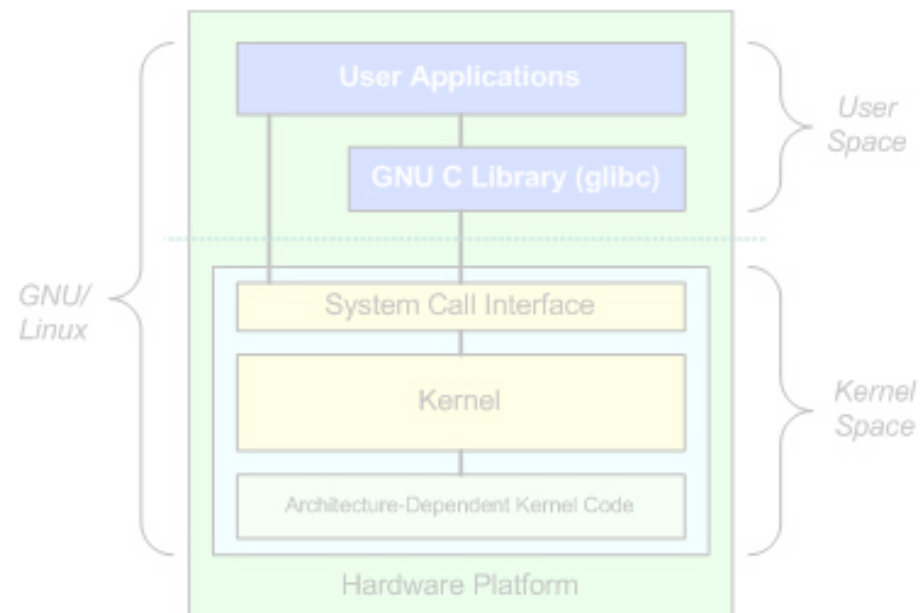 User Applications
User
Space
GNU C Library (glibc)
GNU/
Linux
System Call Interface
Kernel
Kernel
Space
Architecture-Dependent Kernel Code
Hardware Platform